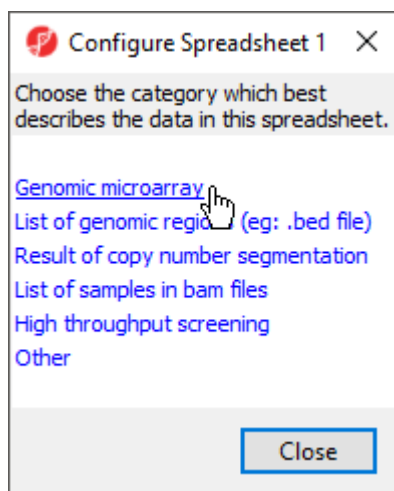 Configure Spreadsheet 1
Choose the category which best
describes the data in this spreadsheet.
Genomic microarray
List of genomic regions (eg: .bed file)
Result of copy number segmentation
List of samples in bam files
High throughput screening
Other
Close